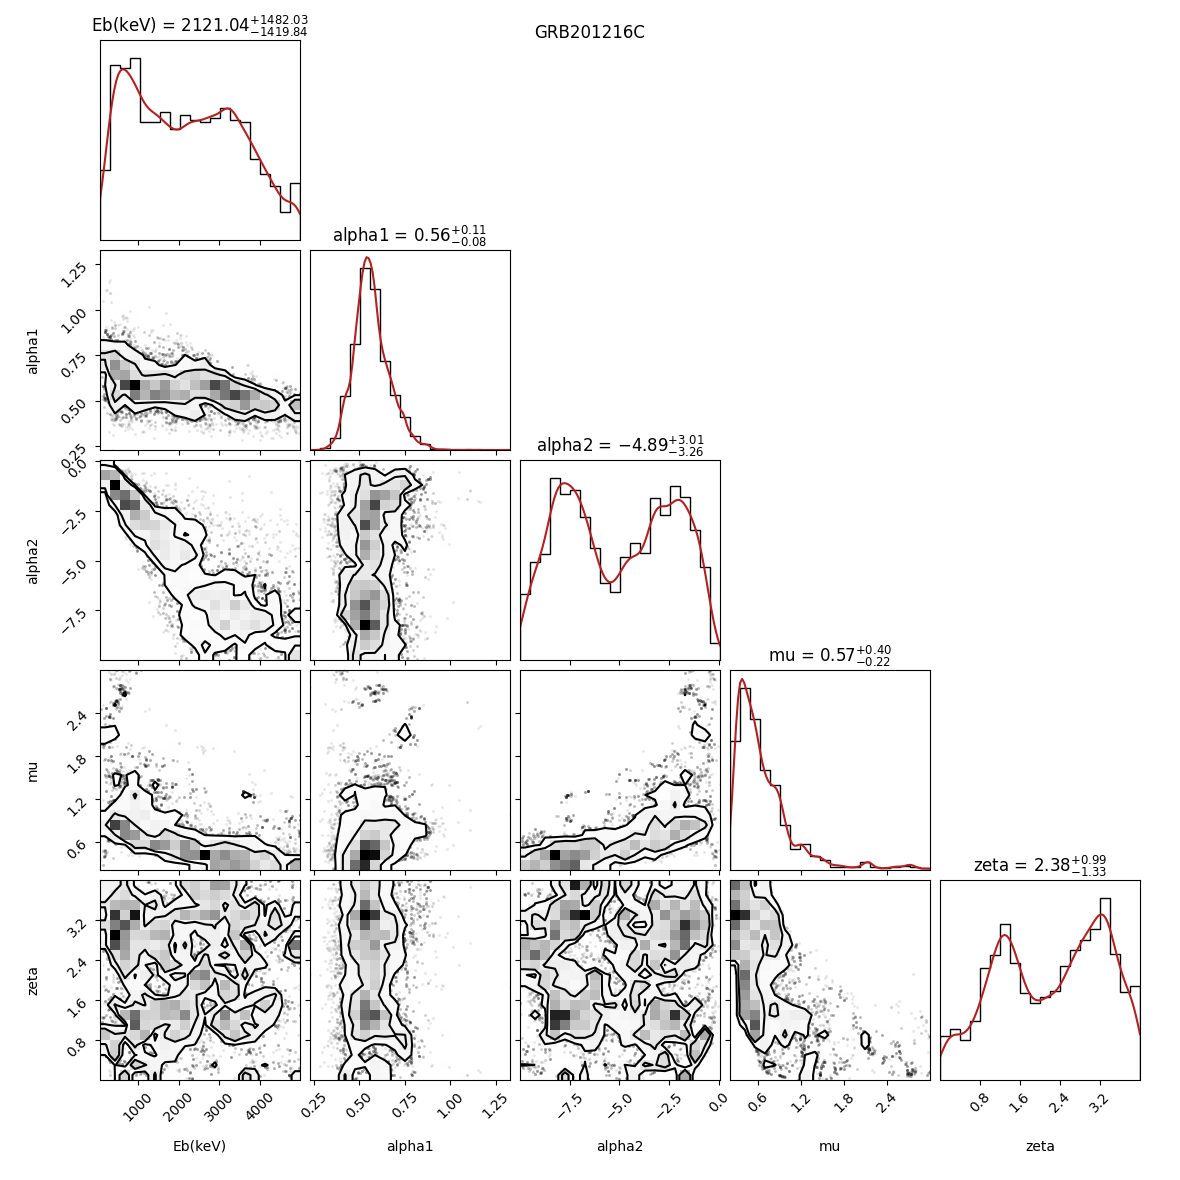 GRB201216C
Eb(keV) = 2121.04+1482.03−1419.84
alpha1 = 0.56+0.11−0.08
alpha1
1.25
1.00
0.75
0.50
0.25
alpha2 = −4.89+3.01−3.26
alpha2
0.0
−2.5
−5.0
−7.5
mu = 0.57+0.40−0.22
mu
2.4
1.8
1.2
0.6
zeta = 2.38+0.99−1.33
zeta
3.2
2.4
1.6
0.8
1000 2000 3000 4000
0.25 0.50 0.75 1.00 1.25
−7.5 −5.0 −2.5 0.0
0.6 1.2 1.8 2.4
0.8 1.6 2.4 3.2
Eb(keV) alpha1 alpha2 mu zeta